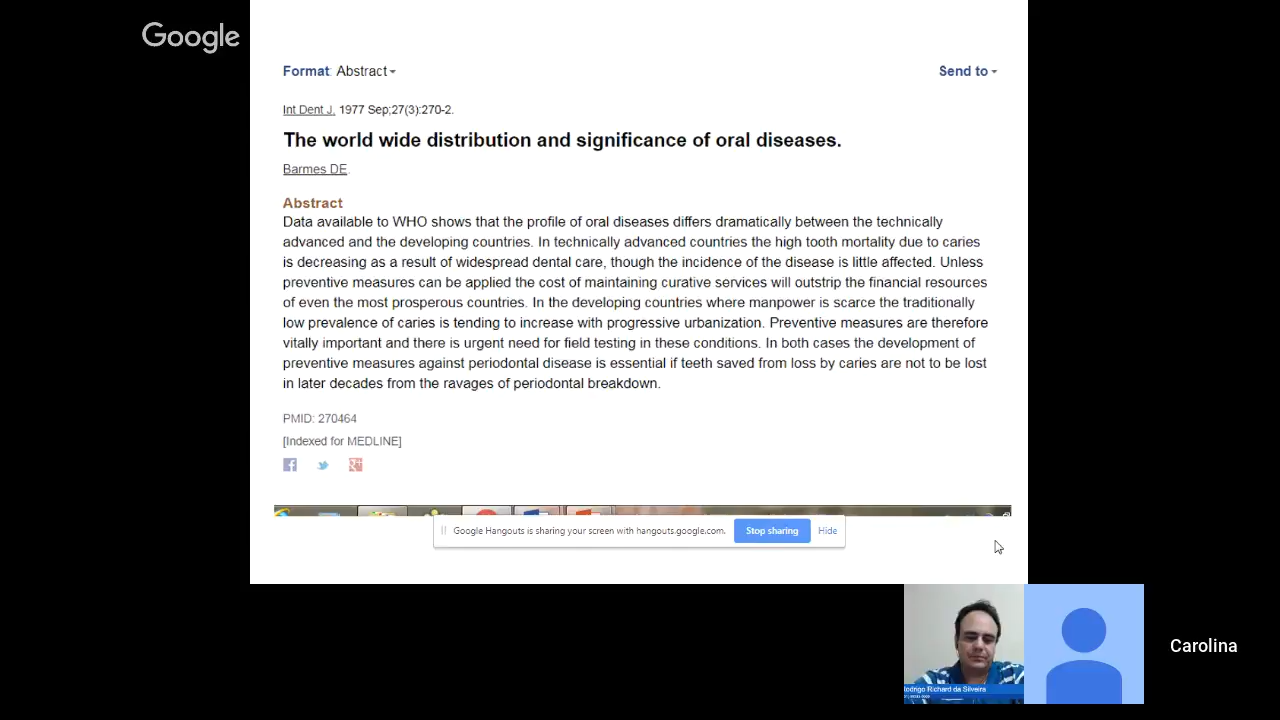 Google
Format: Abstract
Send to
Int Dent J. 1977 Sep;27(3):270-2.
The world wide distribution and significance of oral diseases.
Barmes DE.
Abstract
Data available to WHO shows that the profile of oral diseases differs dramatically between the technically
advanced and the developing countries. In technically advanced countries the high tooth mortality due to caries
is decreasing as a result of widespread dental care, though the incidence of the disease is little affected. Unless
preventive measures can be applied the cost of maintaining curative services will outstrip the financial resources
of even the most prosperous countries. In the developing countries where manpower is scarce the traditionally
low prevalence of caries is tending to increase with progressive urbanization. Preventive measures are therefore
vitally important and there is urgent need for field testing in these conditions. In both cases the development of
preventive measures against periodontal disease is essential if teeth saved from loss by caries are not to be lost
in later decades from the ravages of periodontal breakdown.
PMID: 270464
[Indexed for MEDLINE]
Google Hangouts is sharing your screen with hangouts.google.com.
Stop sharing
Hide
Rodrigo Richard da Silveira
Carolina